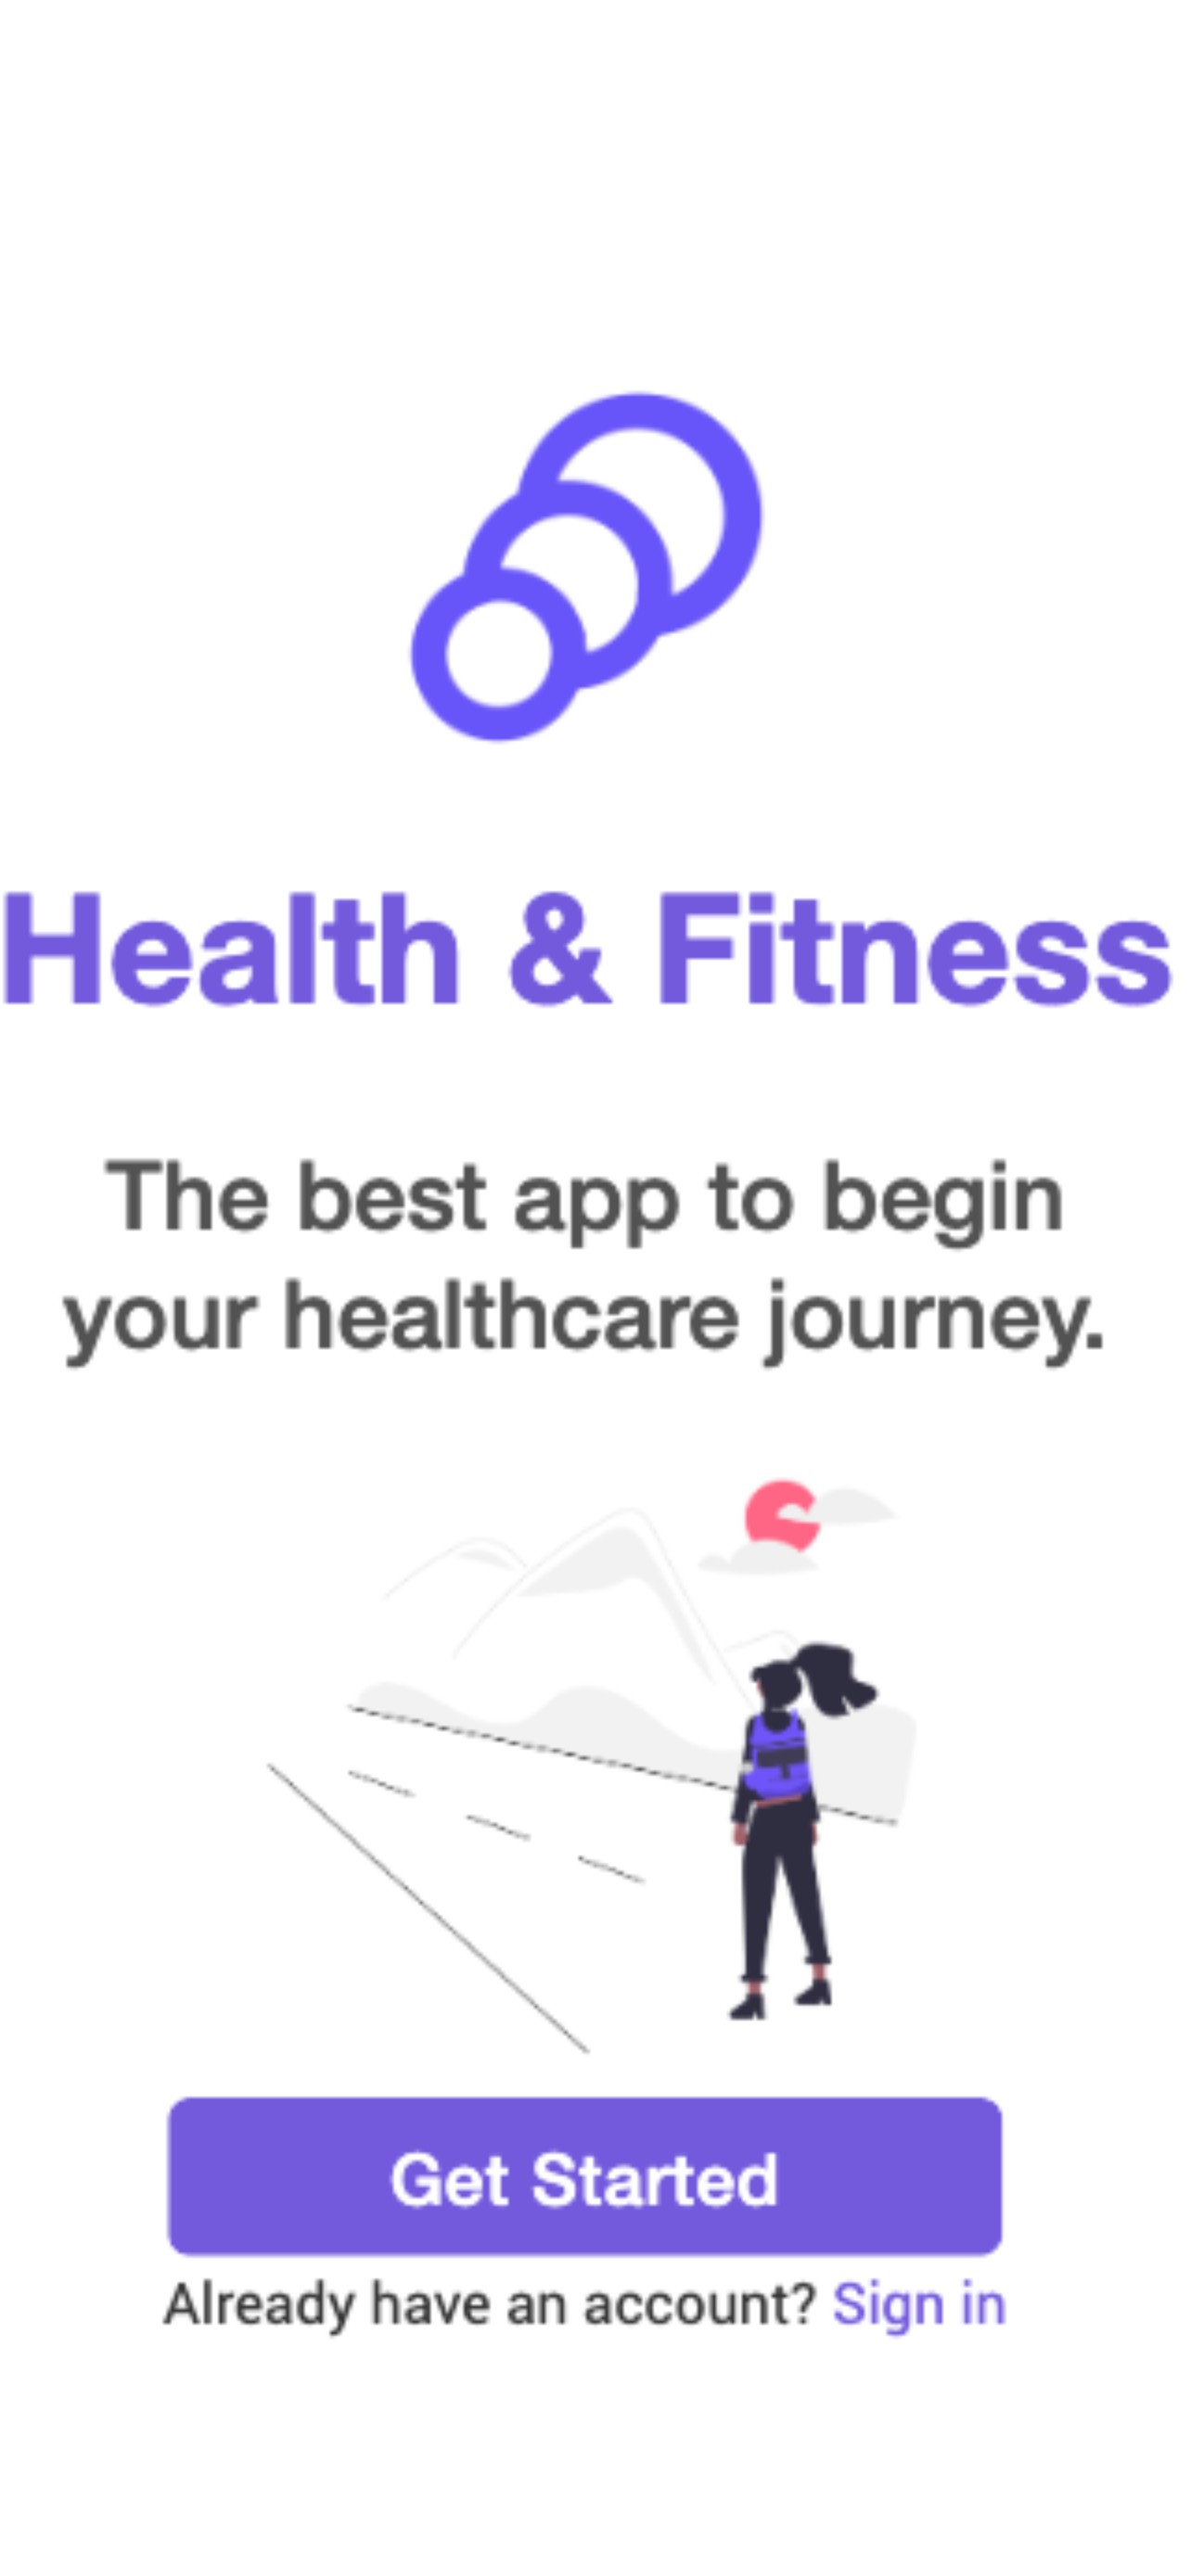 Health & Fitness
The best app to begin
your healthcare journey.
Get Started
Already have an account? Sign in